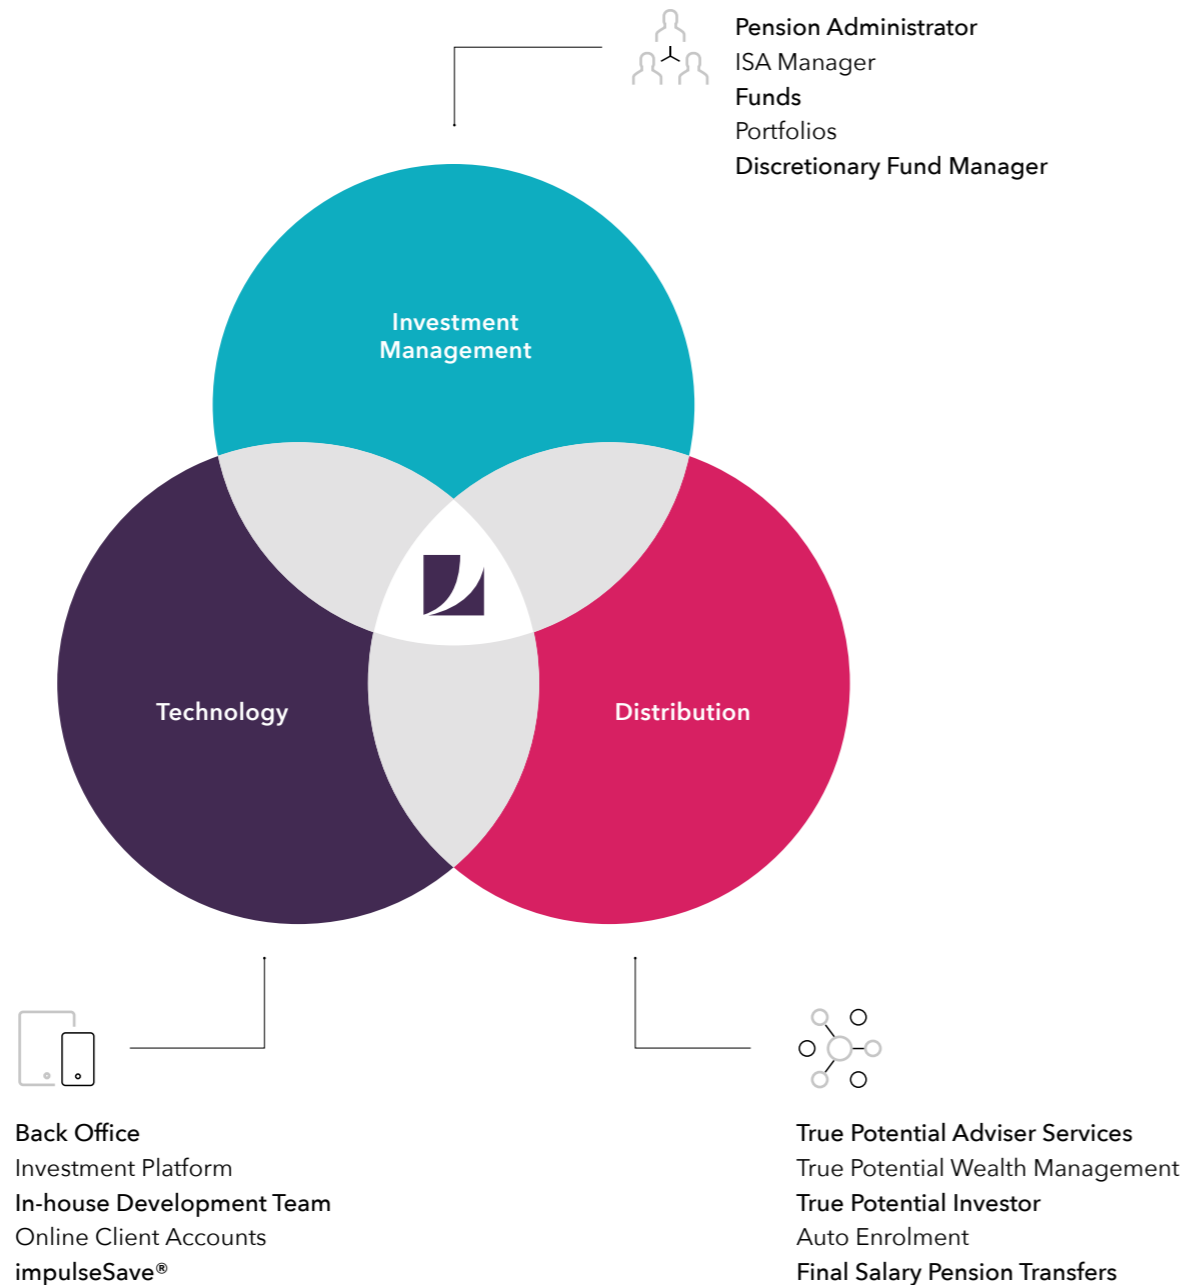 Pension Administrator
ISA Manager
Funds
Portfolios
Discretionary Fund Manager
Investment
Management
Technology
Distribution
Back Office
Investment Platform
In-house Development Team
Online Client Accounts
impulseSave®
True Potential Adviser Services
True Potential Wealth Management
True Potential Investor
Auto Enrolment
Final Salary Pension Transfers